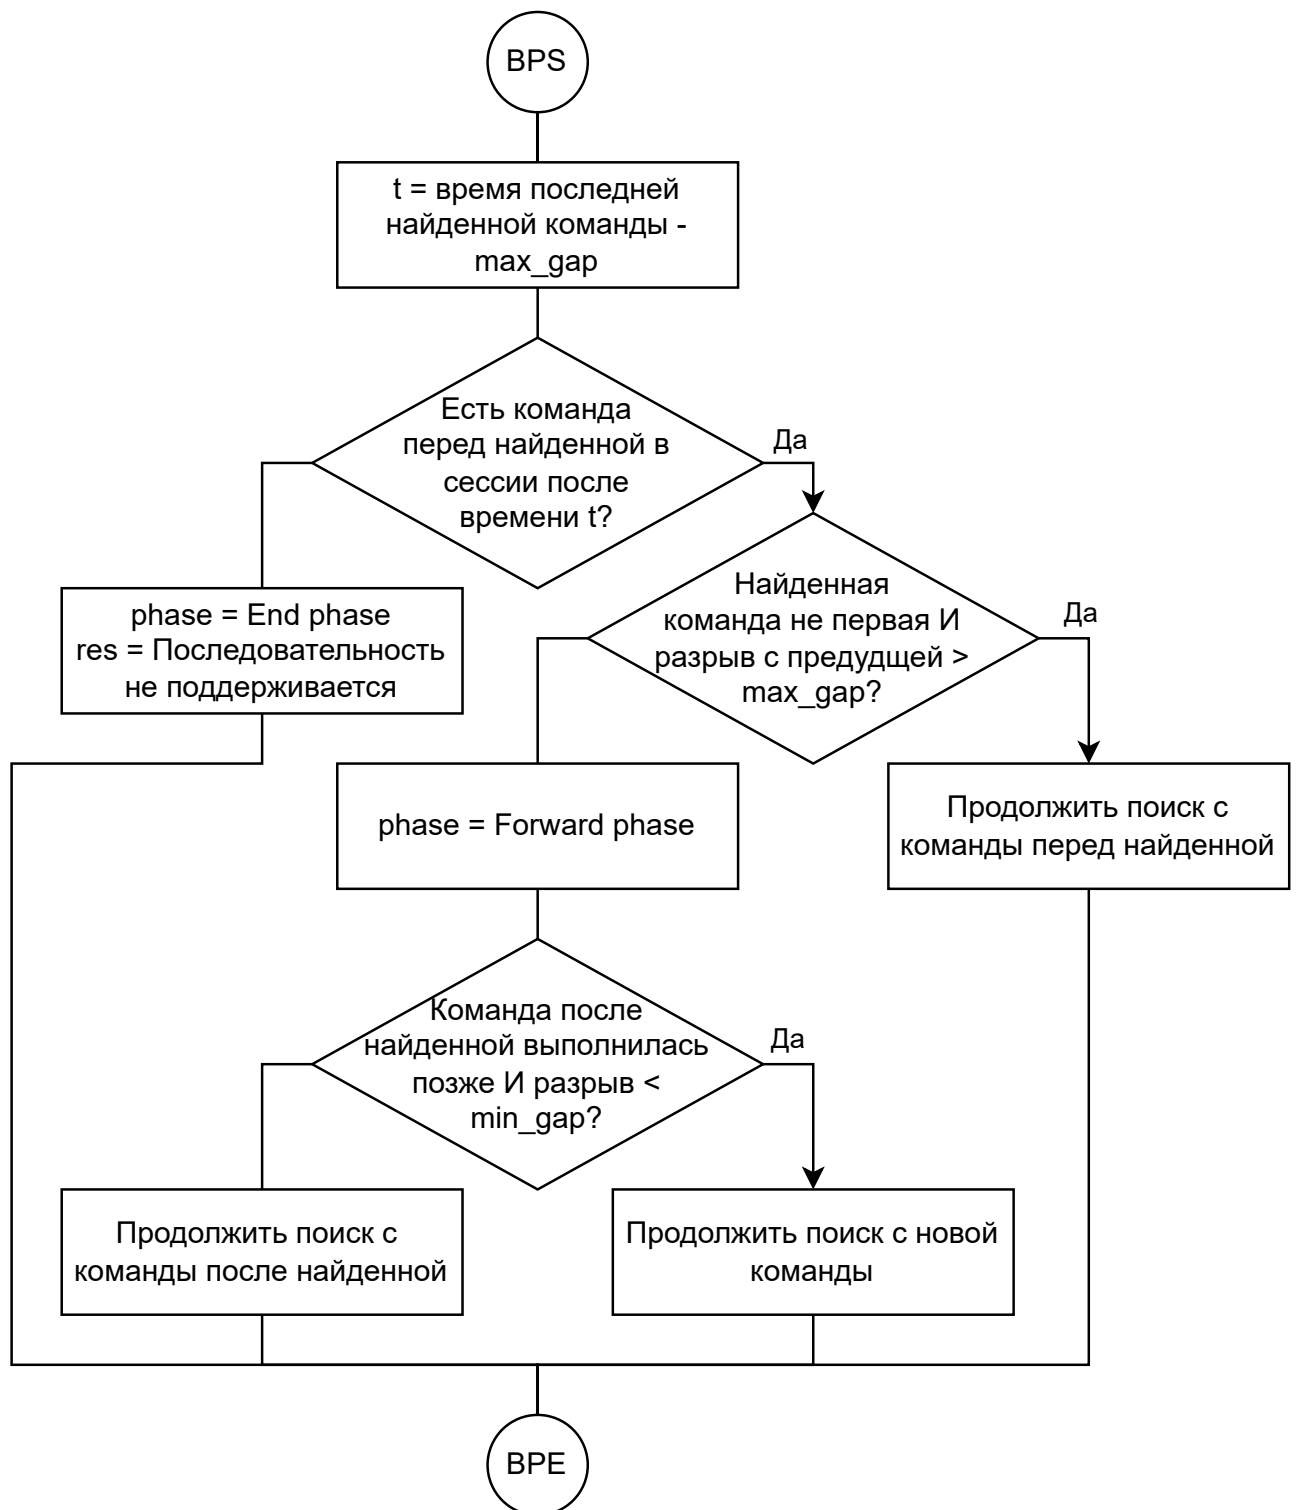 BPS
t = время последней
найденной команды -
max_gap
Есть команда
перед найденной в
сессии после
времени t?
Да
Найденная
команда не первая И
разрыв с предудщей >
max_gap?
Да
phase = End phase
res = Последовательность
не поддерживается
phase = Forward phase
Продолжить поиск с
команды перед найденной
Команда после
найденной выполнилась
позже И разрыв <
min_gap?
Да
Продолжить поиск с
команды после найденной
Продолжить поиск с новой
команды
BPE